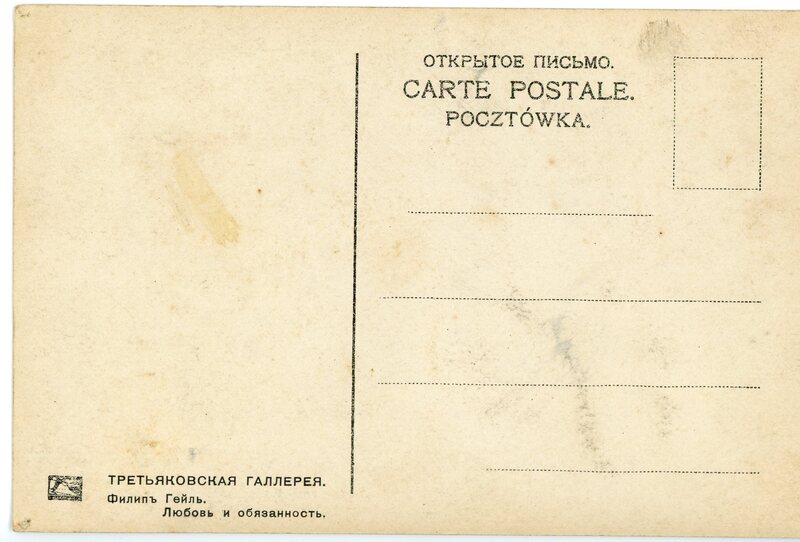 ОТКРЫТОЕ ПИСЬМО.
CARTE POSTALE.
POCZTÓWKA.
ТРЕТЬЯКОВСКАЯ ГАЛЛЕРЕЯ.
Филипъ Гейль.
Любовь и обязанность.